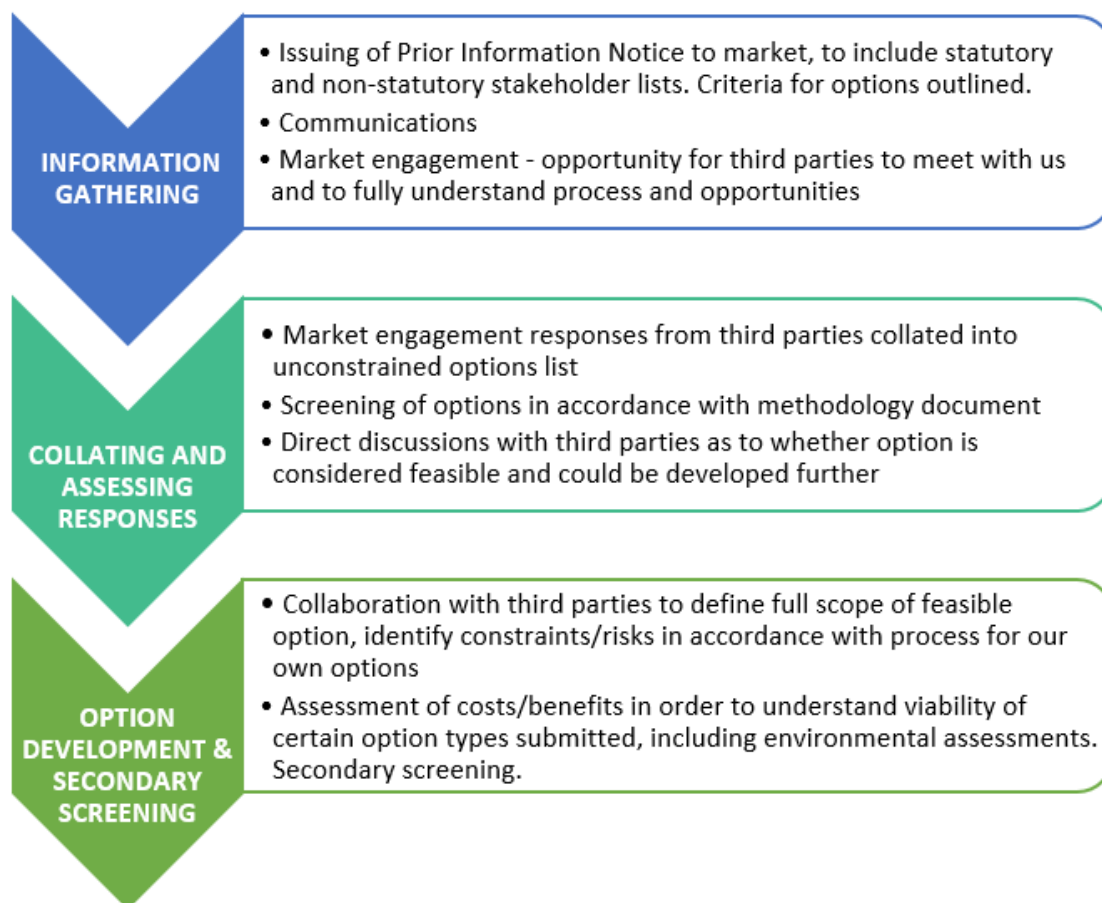 INFORMATION
GATHERING
• Issuing of Prior Information Notice to market, to include statutory
and non-statutory stakeholder lists. Criteria for options outlined.
• Communications
• Market engagement - opportunity for third parties to meet with us
and to fully understand process and opportunities
COLLATING AND
ASSESSING
RESPONSES
• Market engagement responses from third parties collated into
unconstrained options list
• Screening of options in accordance with methodology document
• Direct discussions with third parties as to whether option is
considered feasible and could be developed further
OPTION
DEVELOPMENT &
SECONDARY
SCREENING
• Collaboration with third parties to define full scope of feasible
option, identify constraints/risks in accordance with process for our
own options
• Assessment of costs/benefits in order to understand viability of
certain option types submitted, including environmental assessments.
Secondary screening.